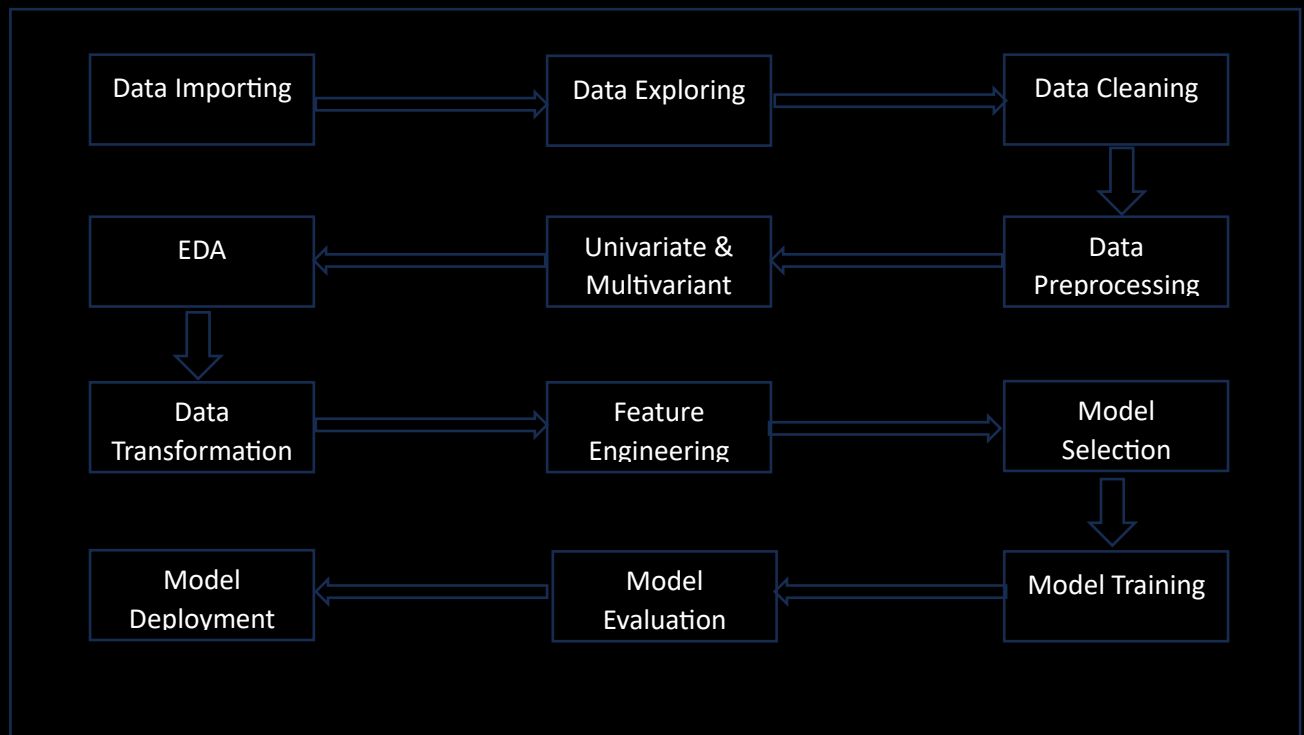 Data Importing
Data Exploring
Data Cleaning
EDA
Univariate &
Multivariant
Data
Preprocessing
Data
Transformation
Feature
Engineering
Model
Selection
Model
Deployment
Model
Evaluation
Model Training